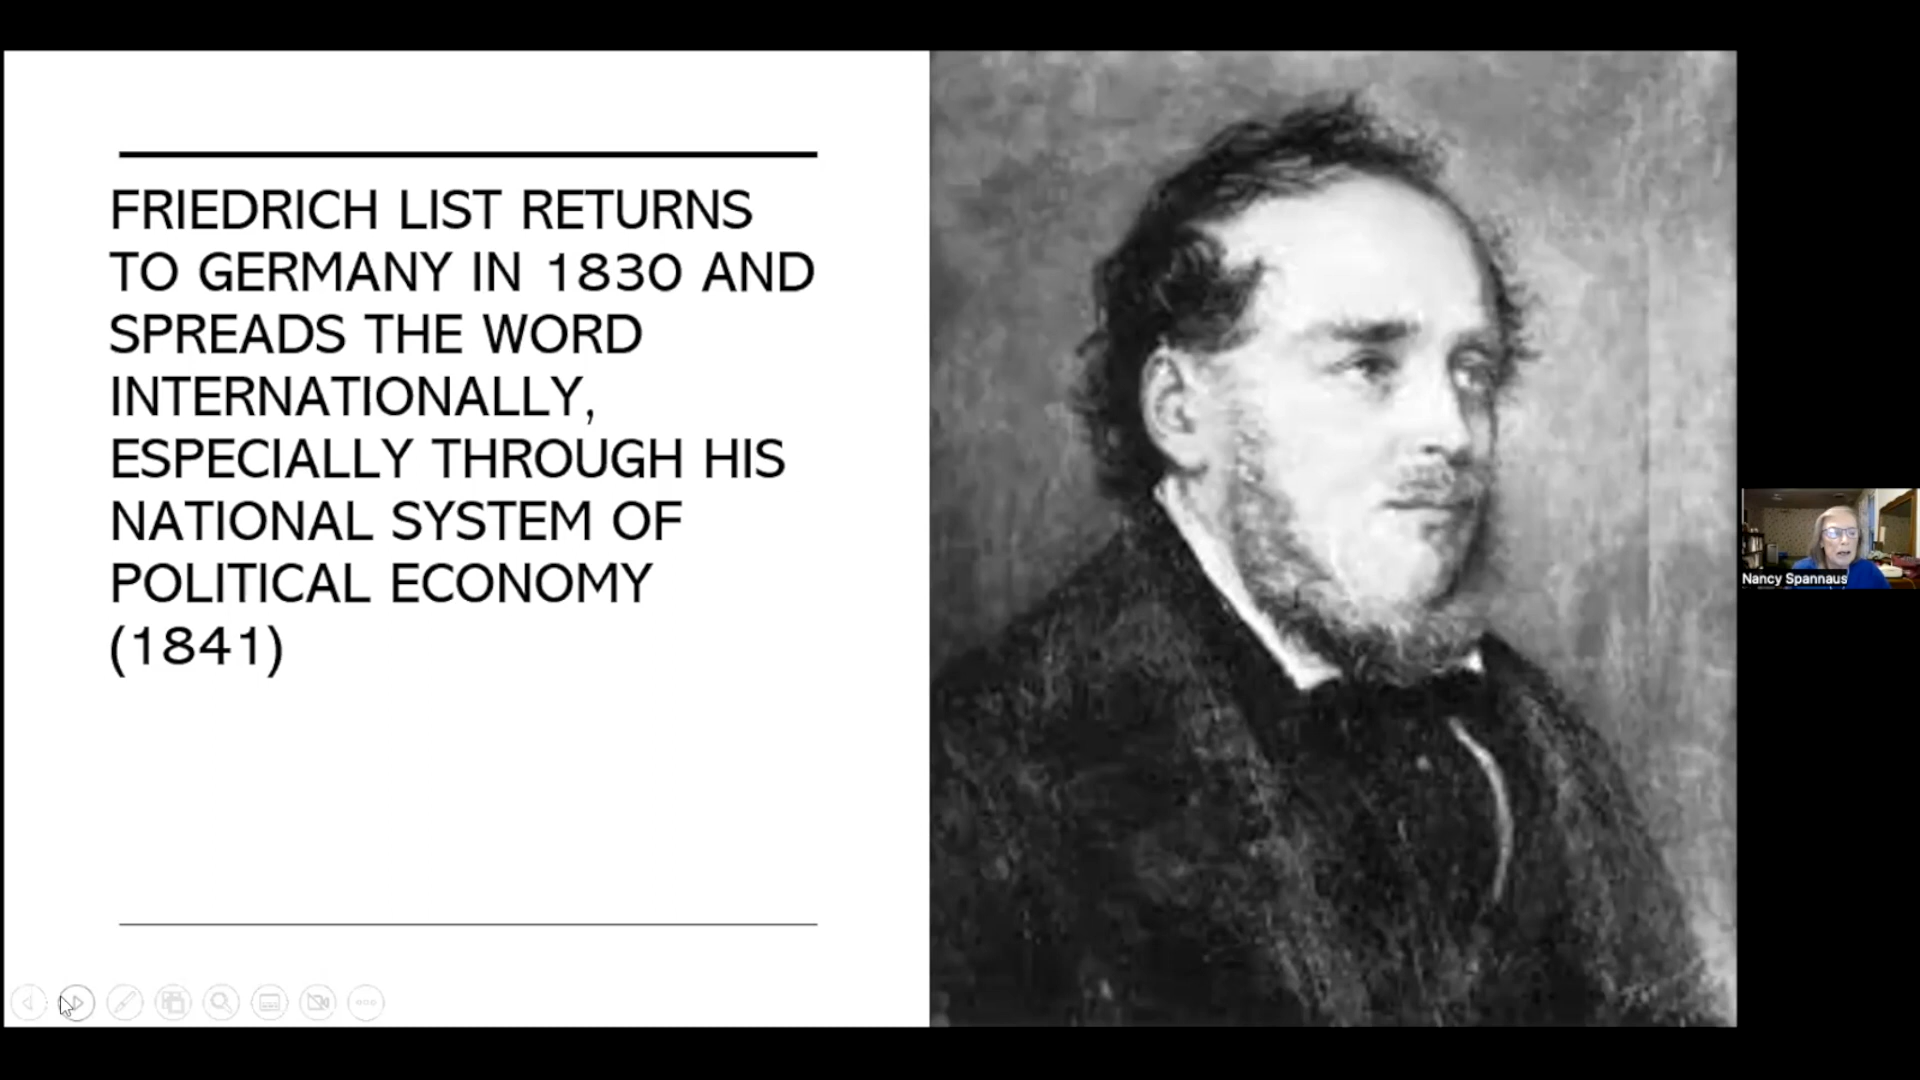 FRIEDRICH LIST RETURNS
TO GERMANY IN 1830 AND
SPREADS THE WORD
INTERNATIONALLY,
ESPECIALLY THROUGH HIS
NATIONAL SYSTEM OF
POLITICAL ECONOMY
(1841)
Nancy Spannaus